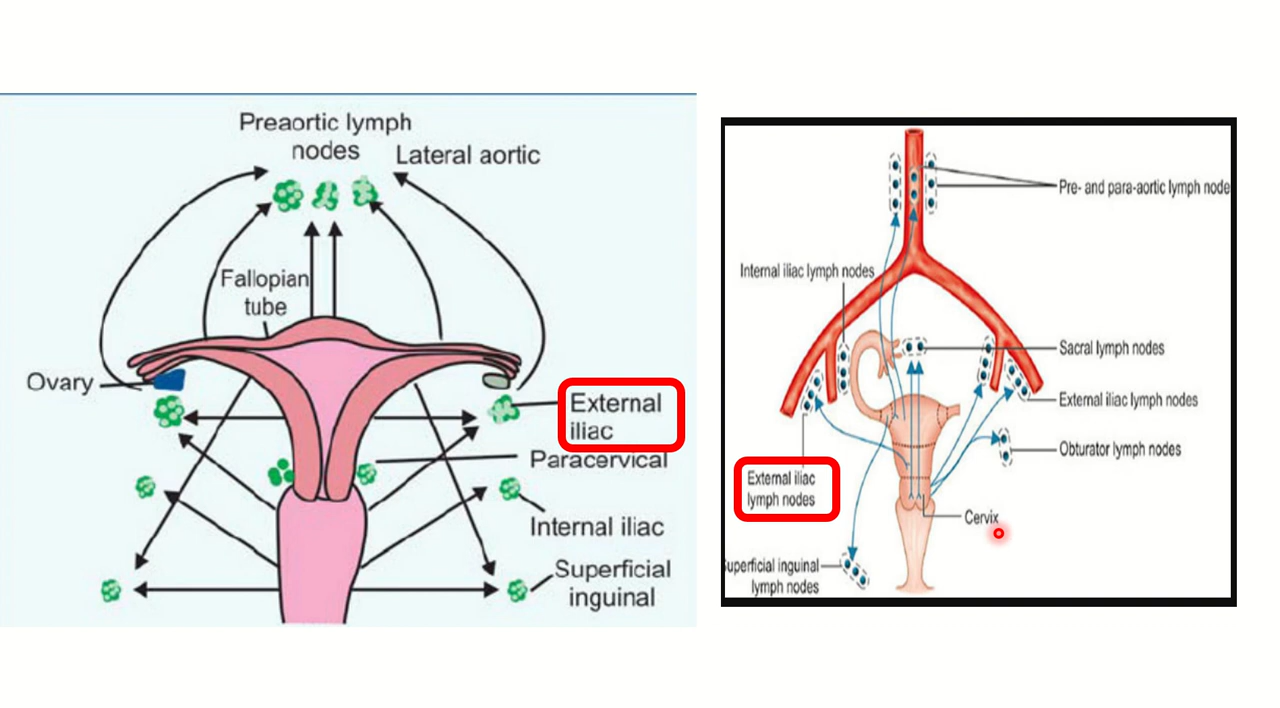 Preaortic lymph
nodes
Lateral aortic
Fallopian
tube
Ovary
External
iliac
Paracervical
Internal iliac
Superficial
inguinal
Pre- and para-aortic lymph node
Internal iliac lymph nodes
Sacral lymph nodes
External iliac lymph nodes
Obturator lymph nodes
External iliac
lymph nodes
Cervix
uperficial inguinal
lymph nodes